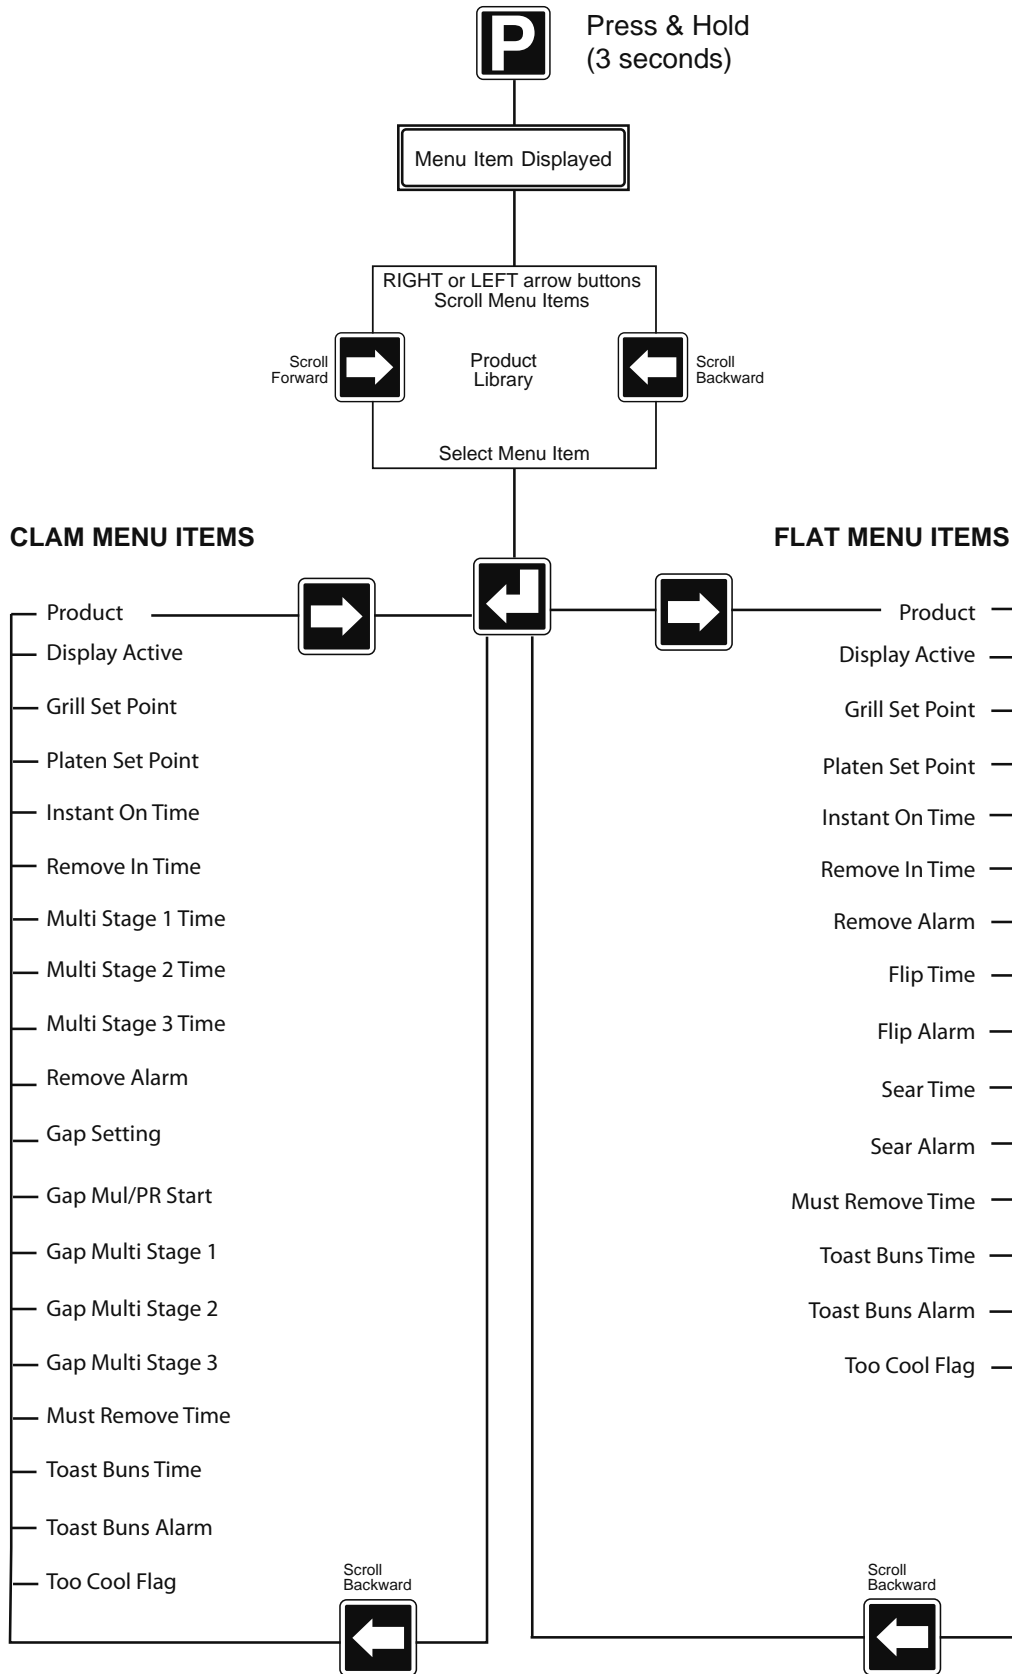 P
Press & Hold
(3 seconds)
Menu Item Displayed
RIGHT or LEFT arrow buttons
Scroll Menu Items
Scroll
Forward
Product
Library
Scroll
Backward
Select Menu Item
CLAM MENU ITEMS
Product
Display Active
Grill Set Point
Platen Set Point
Instant On Time
Remove In Time
Multi Stage 1 Time
Multi Stage 2 Time
Multi Stage 3 Time
Remove Alarm
Gap Setting
Gap Mul/PR Start
Gap Multi Stage 1
Gap Multi Stage 2
Gap Multi Stage 3
Must Remove Time
Toast Buns Time
Toast Buns Alarm
Too Cool Flag
Scroll
Backward
FLAT MENU ITEMS
Product
Display Active
Grill Set Point
Platen Set Point
Instant On Time
Remove In Time
Remove Alarm
Flip Time
Flip Alarm
Sear Time
Sear Alarm
Must Remove Time
Toast Buns Time
Toast Buns Alarm
Too Cool Flag
Scroll
Backward